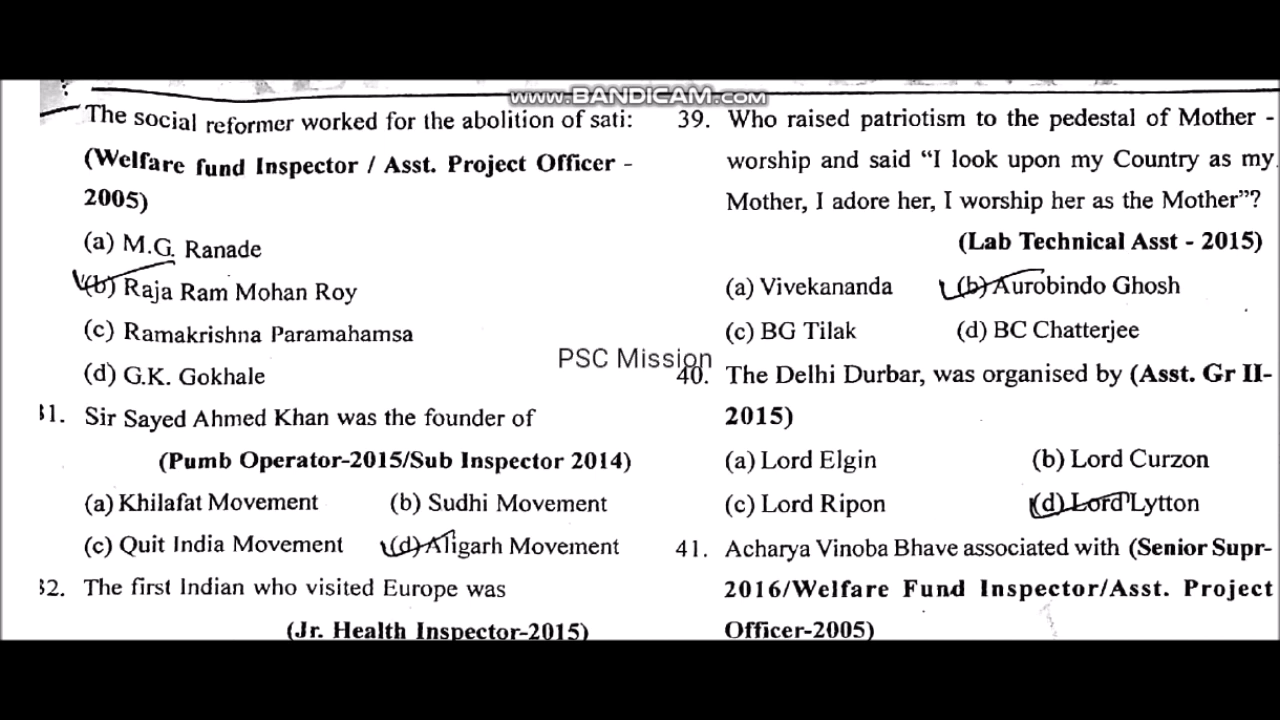 www.BANDICAM.com
The social reformer worked for the abolition of sati:
(Welfare fund Inspector / Asst. Project Officer -
2005)
(a) M.G. Ranade
(b) Raja Ram Mohan Roy
(c) Ramakrishna Paramahamsa
(d) G.K. Gokhale
31. Sir Sayed Ahmed Khan was the founder of
(Pumb Operator-2015/Sub Inspector 2014)
(a) Khilafat Movement (b) Sudhi Movement
(c) Quit India Movement (d) Aligarh Movement
32. The first Indian who visited Europe was
(Jr. Health Inspector-2015)
PSC Mission
39. Who raised patriotism to the pedestal of Mother -
worship and said “I look upon my Country as my
Mother, I adore her, I worship her as the Mother”?
(Lab Technical Asst - 2015)
(a) Vivekananda (b) Aurobindo Ghosh
(c) BG Tilak (d) BC Chatterjee
40. The Delhi Durbar, was organised by (Asst. Gr II-
2015)
(a) Lord Elgin (b) Lord Curzon
(c) Lord Ripon (d) Lord Lytton
41. Acharya Vinoba Bhave associated with (Senior Supr-
2016/Welfare Fund Inspector/Asst. Project
Officer-2005)